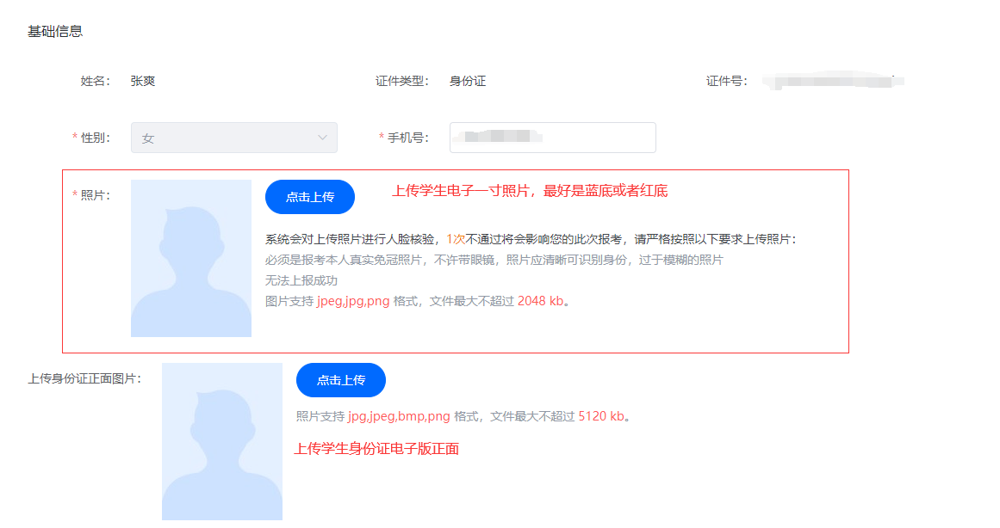 基础信息
姓名： 张爽 证件类型： 身份证 证件号：
* 性别： 女 * 手机号：
* 照片： 点击上传 上传学生电子一寸照片，最好是蓝底或者红底
系统会对上传照片进行人脸核验，1次不通过将会影响您的此次报考，请严格按照以下要求上传照片：
必须是报考本人真实免冠照片，不许带眼镜，照片应清晰可识别身份，过于模糊的照片
无法上报成功
图片支持 jpeg,jpg,png 格式，文件最大不超过 2048 kb。
上传身份证正面图片： 点击上传
照片支持 jpg,jpeg,bmp,png 格式，文件最大不超过 5120 kb。
上传学生身份证电子版正面